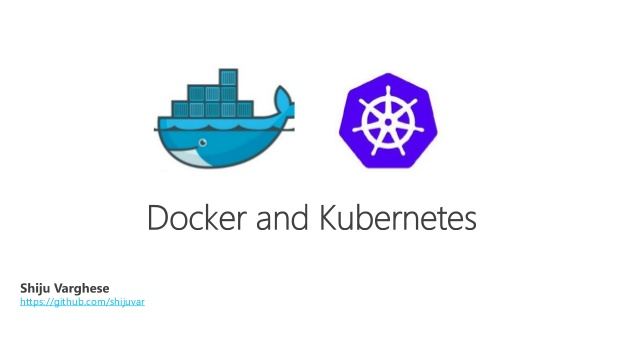 Docker and Kubernetes
Shiju Varghese
https://github.com/shijuvar